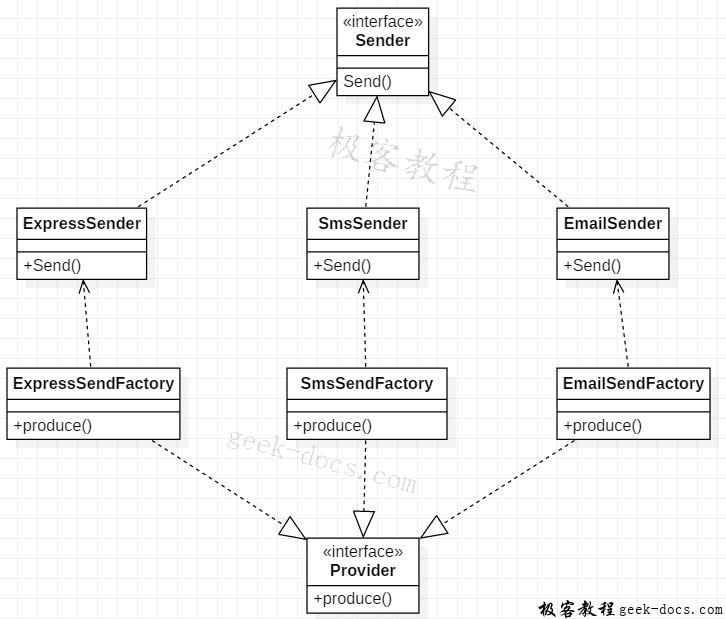 «interface»
Sender
Send()
极客教程
ExpressSender
+Send()
SmsSender
+Send()
EmailSender
+Send()
ExpressSendFactory
+produce()
SmsSendFactory
+produce()
EmailSendFactory
+produce()
geek-docs.com
«interface»
Provider
+produce()
极客教程 geek-docs.com